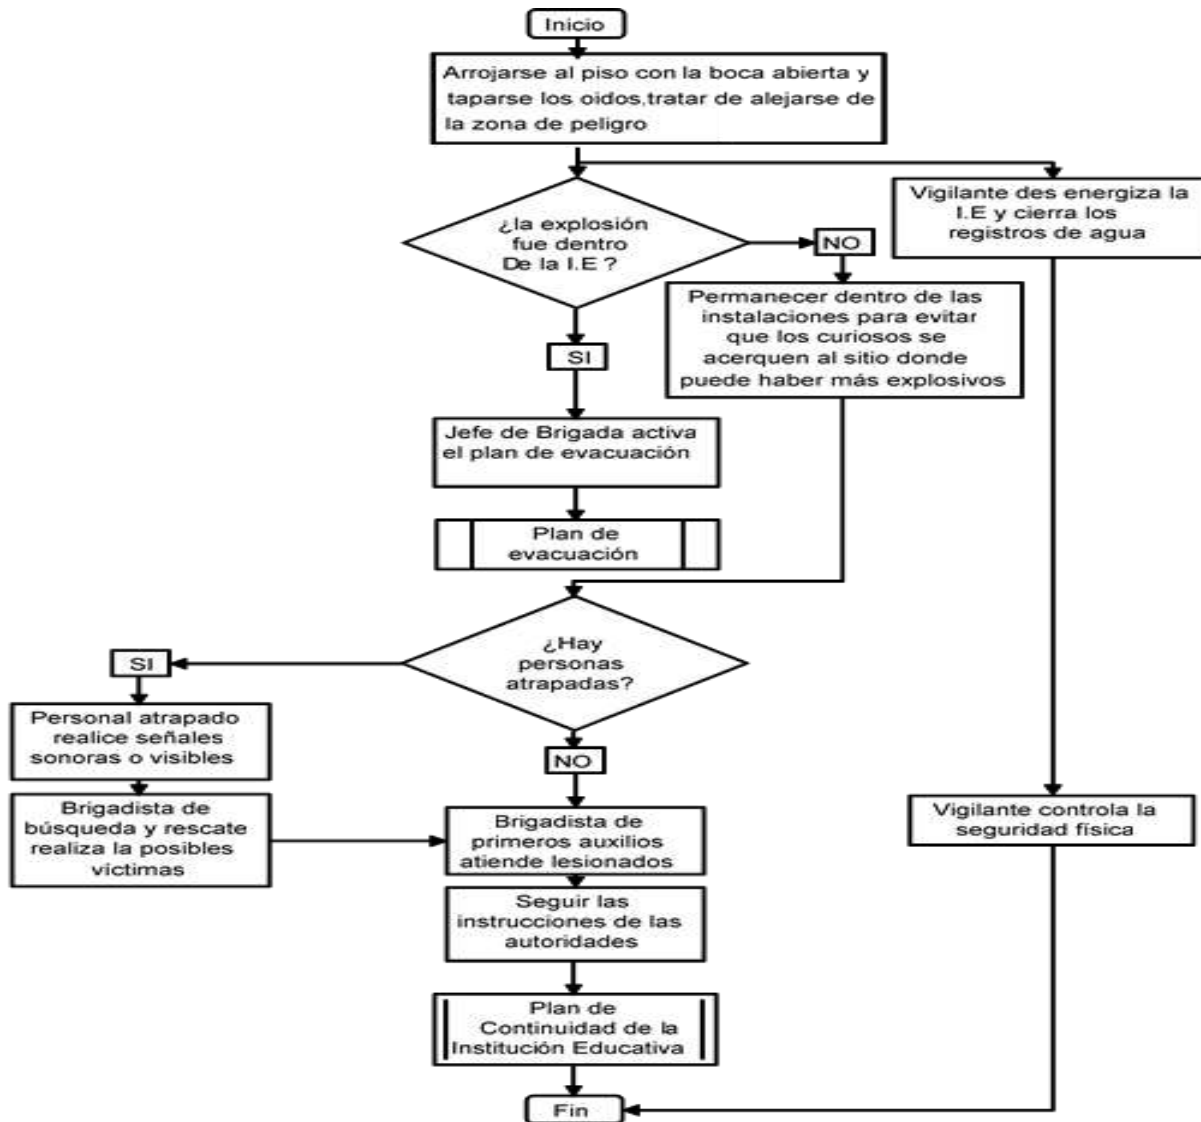 Inicio
Arrojarse al piso con la boca abierta y
taparse los oidos,tratar de alejarse de
la zona de peligro
¿la explosión
fue dentro
De la I.E ?
NO
Vigilante des energiza la
I.E y cierra los
registros de agua
Permanecer dentro de las
instalaciones para evitar
que los curiosos se
acerquen al sitio donde
puede haber más explosivos
SI
Jefe de Brigada activa
el plan de evacuación
Plan de
evacuación
¿Hay
personas
atrapadas?
SI
Personal atrapado
realice señales
sonoras o visibles
NO
Brigadista de
búsqueda y rescate
realiza la posibles
víctimas
Brigadista de
primeros auxilios
atiende lesionados
Vigilante controla la
seguridad física
Seguir las
instrucciones de las
autoridades
Plan de
Continuidad de la
Institución Educativa
Fin